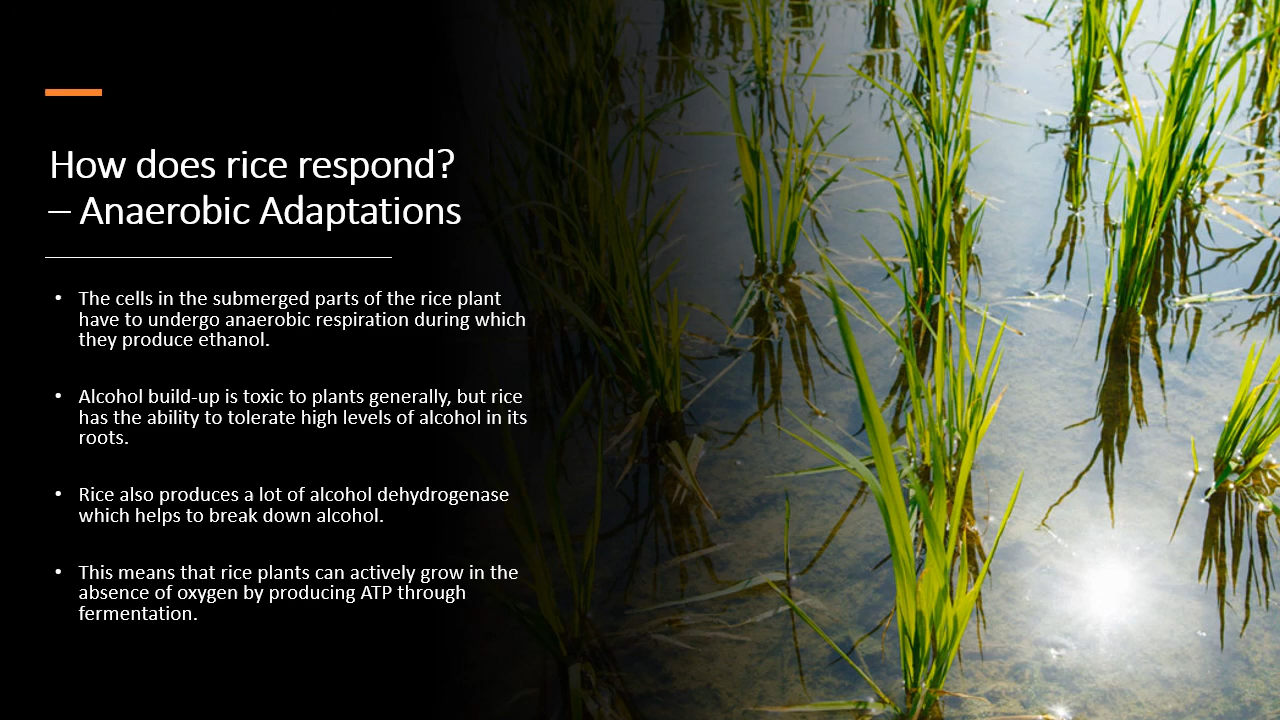 How does rice respond?
– Anaerobic Adaptations
• The cells in the submerged parts of the rice plant
have to undergo anaerobic respiration during which
they produce ethanol.
• Alcohol build-up is toxic to plants generally, but rice
has the ability to tolerate high levels of alcohol in its
roots.
• Rice also produces a lot of alcohol dehydrogenase
which helps to break down alcohol.
• This means that rice plants can actively grow in the
absence of oxygen by producing ATP through
fermentation.